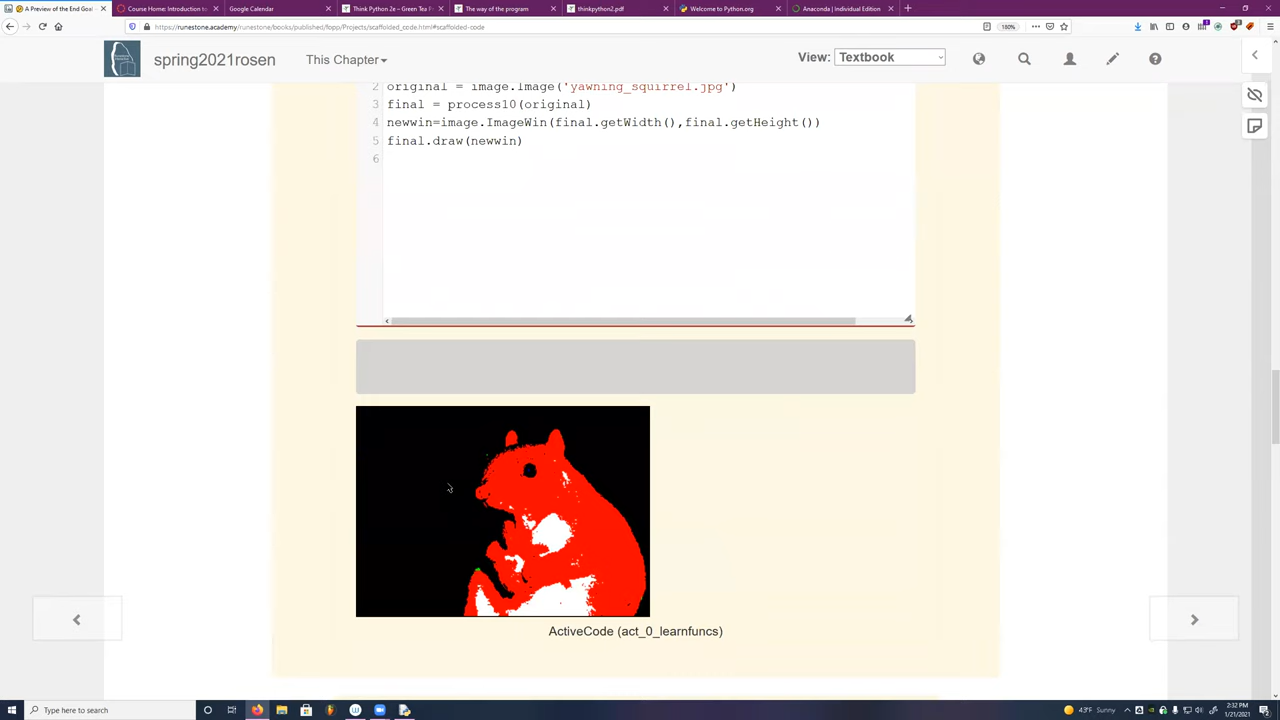 A Preview of the End Goal
Course Home: Introduction to
Google Calendar
Think Python 2e – Green Tea P
The way of the program
thinkpython2.pdf
Welcome to Python.org
Anaconda | Individual Edition
https://runestone.academy/runestone/books/published/fopp/Projects/scaffolded_code.html#scaffolded-code
180%
spring2021rosen
This Chapter
View:
Textbook
2 original = image.Image('yawning_squirrel.jpg')
3 final = process10(original)
4 newwin=image.ImageWin(final.getWidth(),final.getHeight())
5 final.draw(newwin)
6
ActiveCode (act_0_learnfuncs)
Type here to search
43°F Sunny
2:32 PM
1/21/2021